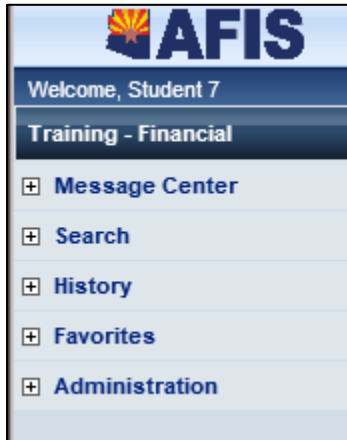 AFIS
Welcome, Student 7
Training - Financial
Message Center
Search
History
Favorites
Administration